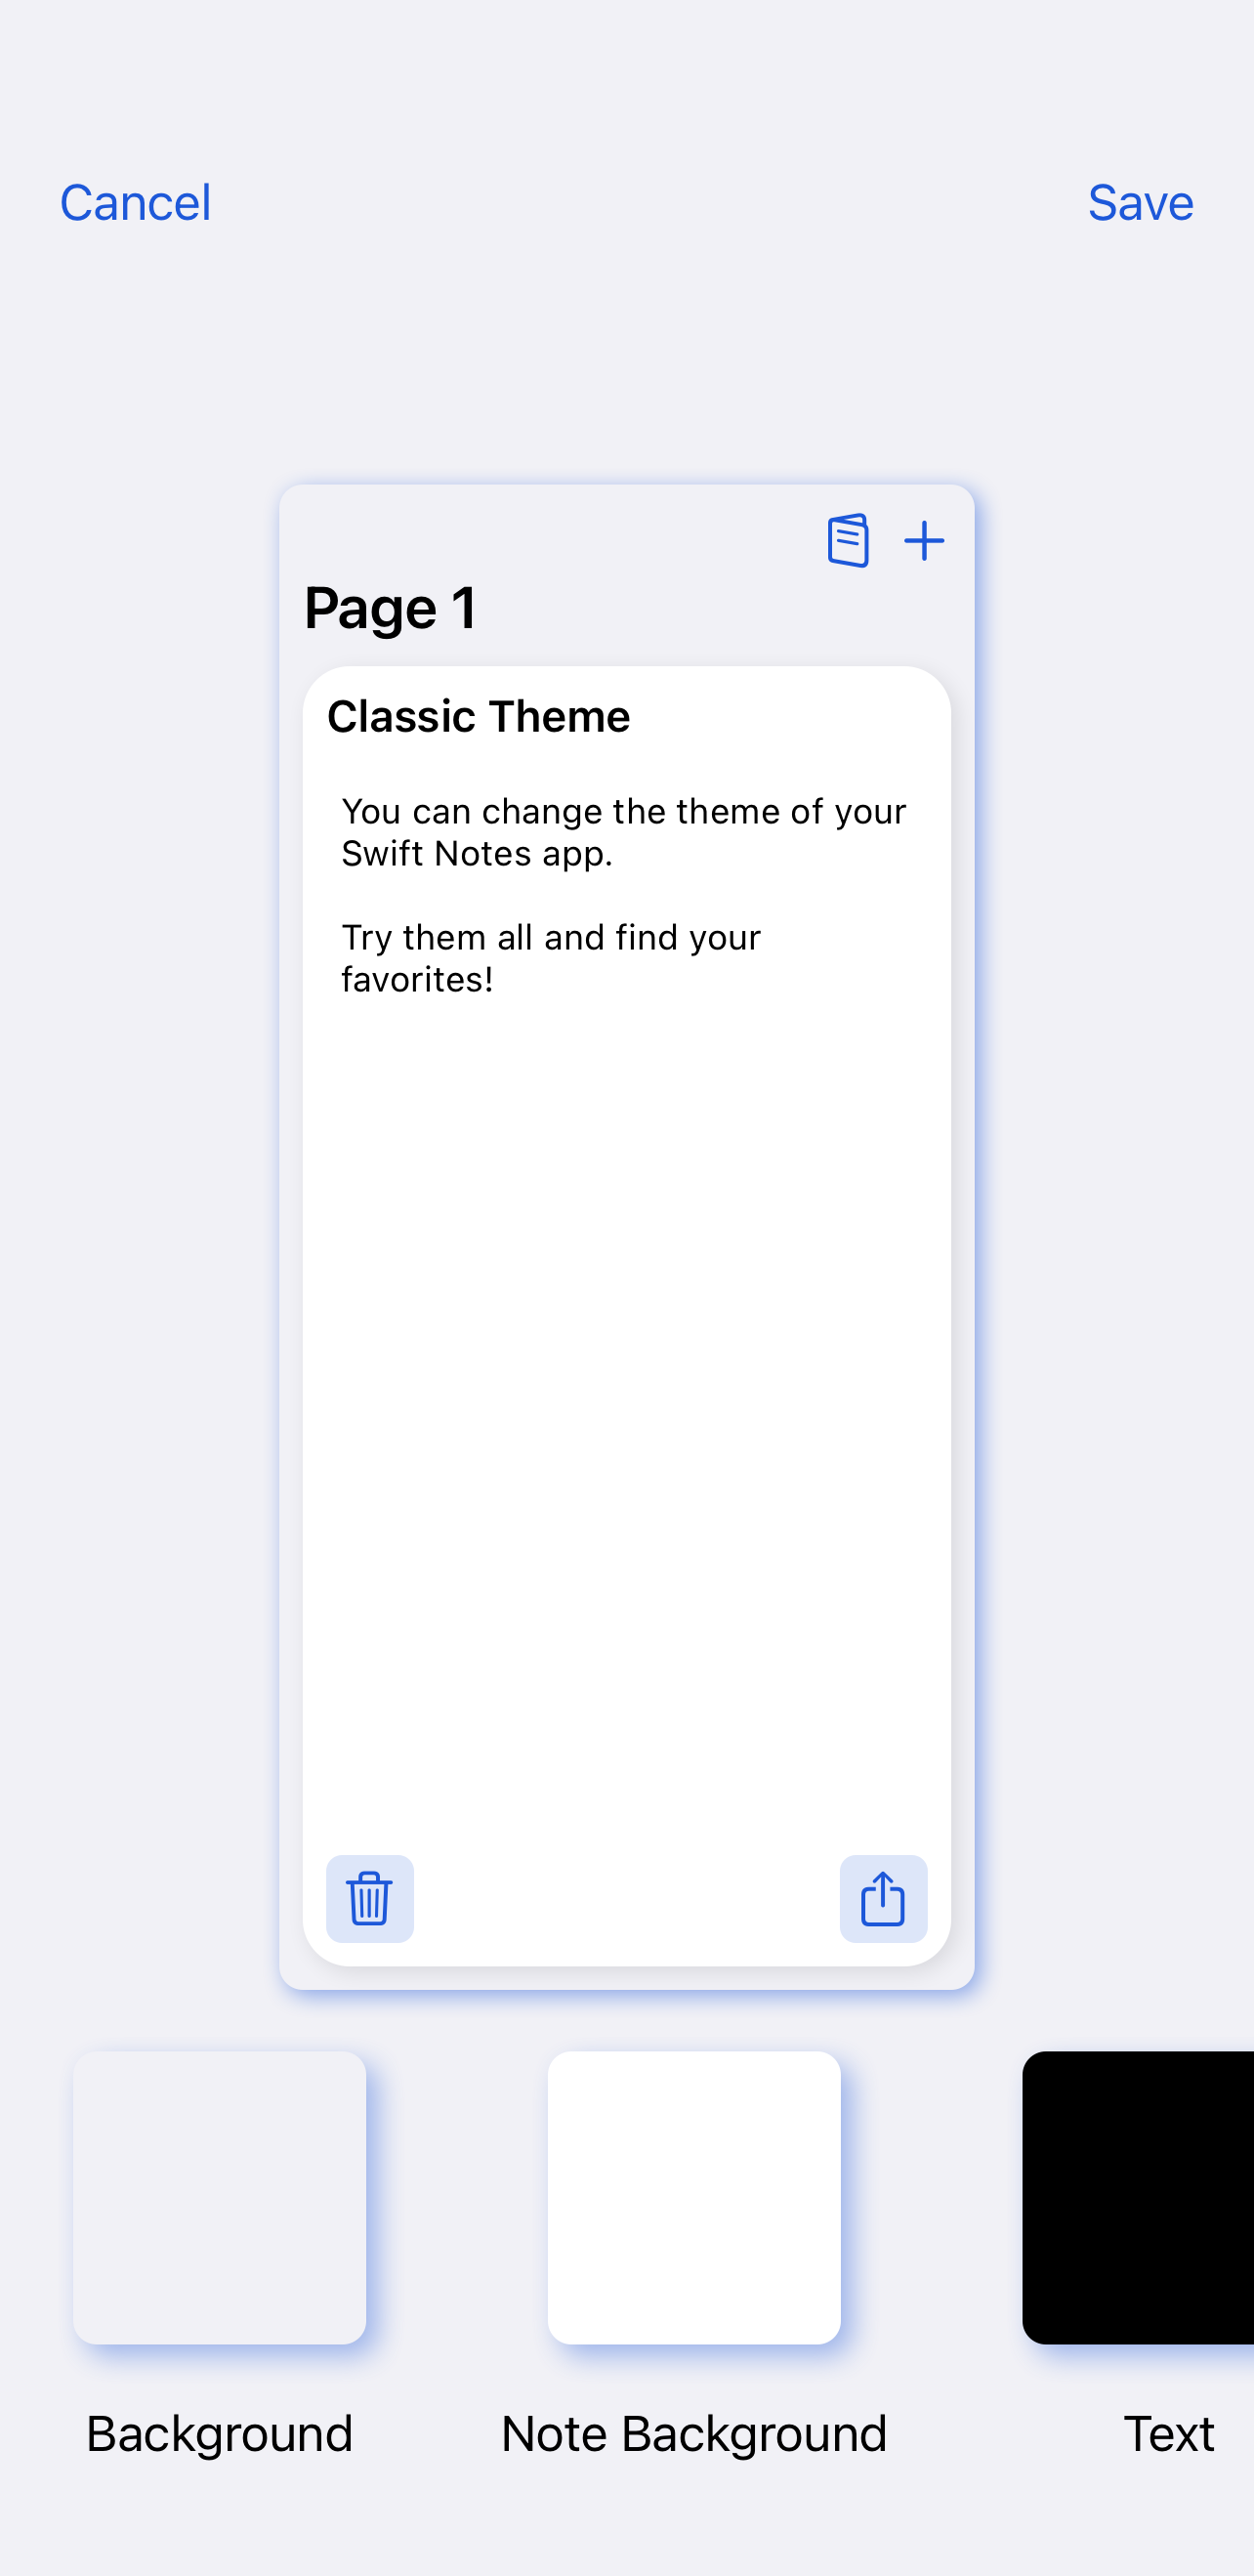 Cancel
Save
Page 1
Classic Theme
You can change the theme of your
Swift Notes app.
Try them all and find your
favorites!
Background
Note Background
Text